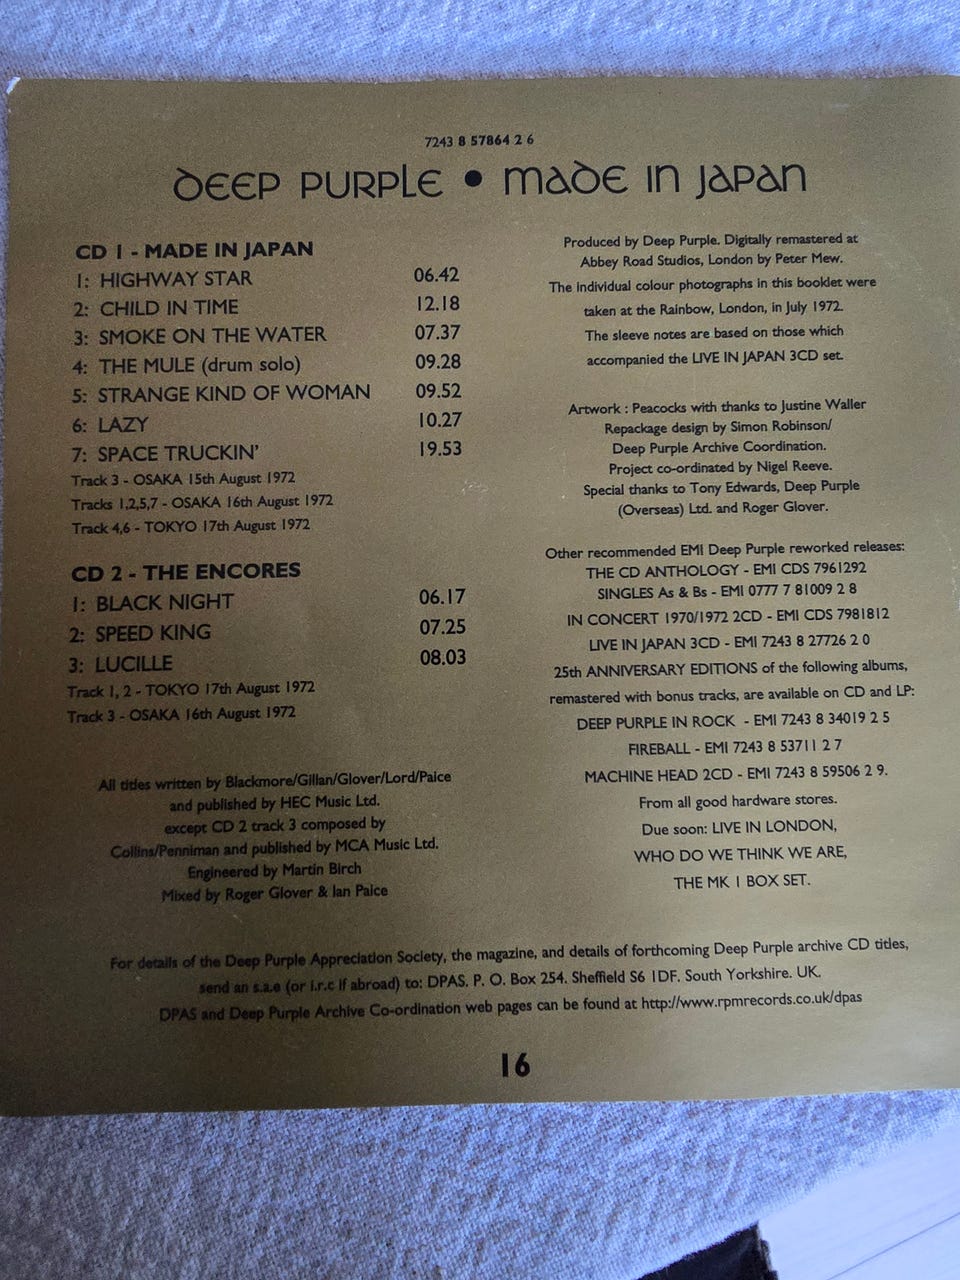 7243 8 57864 2 6
DEEP PURPLE • MADE IN JAPAN
CD 1 - MADE IN JAPAN
1: HIGHWAY STAR 06.42
2: CHILD IN TIME 12.18
3: SMOKE ON THE WATER 07.37
4: THE MULE (drum solo) 09.28
5: STRANGE KIND OF WOMAN 09.52
6: LAZY 10.27
7: SPACE TRUCKIN' 19.53
Track 3 - OSAKA 15th August 1972
Tracks 1,2,5,7 - OSAKA 16th August 1972
Track 4,6 - TOKYO 17th August 1972
CD 2 - THE ENCORES
1: BLACK NIGHT 06.17
2: SPEED KING 07.25
3: LUCILLE 08.03
Track 1, 2 - TOKYO 17th August 1972
Track 3 - OSAKA 16th August 1972
All titles written by Blackmore/Gillan/Glover/Lord/Paice
and published by HEC Music Ltd.
except CD 2 track 3 composed by
Collins/Penniman and published by MCA Music Ltd.
Engineered by Martin Birch
Mixed by Roger Glover & Ian Paice
Produced by Deep Purple. Digitally remastered at
Abbey Road Studios, London by Peter Mew.
The individual colour photographs in this booklet were
taken at the Rainbow, London, in July 1972.
The sleeve notes are based on those which
accompanied the LIVE IN JAPAN 3CD set.
Artwork : Peacocks with thanks to Justine Waller
Repackage design by Simon Robinson/
Deep Purple Archive Coordination.
Project co-ordinated by Nigel Reeve.
Special thanks to Tony Edwards, Deep Purple
(Overseas) Ltd. and Roger Glover.
Other recommended EMI Deep Purple reworked releases:
THE CD ANTHOLOGY - EMI CDS 7961292
SINGLES As & Bs - EMI 0777 7 81009 2 8
IN CONCERT 1970/1972 2CD - EMI CDS 7981812
LIVE IN JAPAN 3CD - EMI 7243 8 27726 2 0
25th ANNIVERSARY EDITIONS of the following albums,
remastered with bonus tracks, are available on CD and LP:
DEEP PURPLE IN ROCK - EMI 7243 8 34019 2 5
FIREBALL - EMI 7243 8 53711 2 7
MACHINE HEAD 2CD - EMI 7243 8 59506 2 9.
From all good hardware stores.
Due soon: LIVE IN LONDON,
WHO DO WE THINK WE ARE,
THE MK 1 BOX SET.
For details of the Deep Purple Appreciation Society, the magazine, and details of forthcoming Deep Purple archive CD titles,
send an s.a.e (or i.r.c if abroad) to: DPAS. P. O. Box 254. Sheffield S6 1DF. South Yorkshire. UK.
DPAS and Deep Purple Archive Co-ordination web pages can be found at http://www.rpmrecords.co.uk/dpas
16